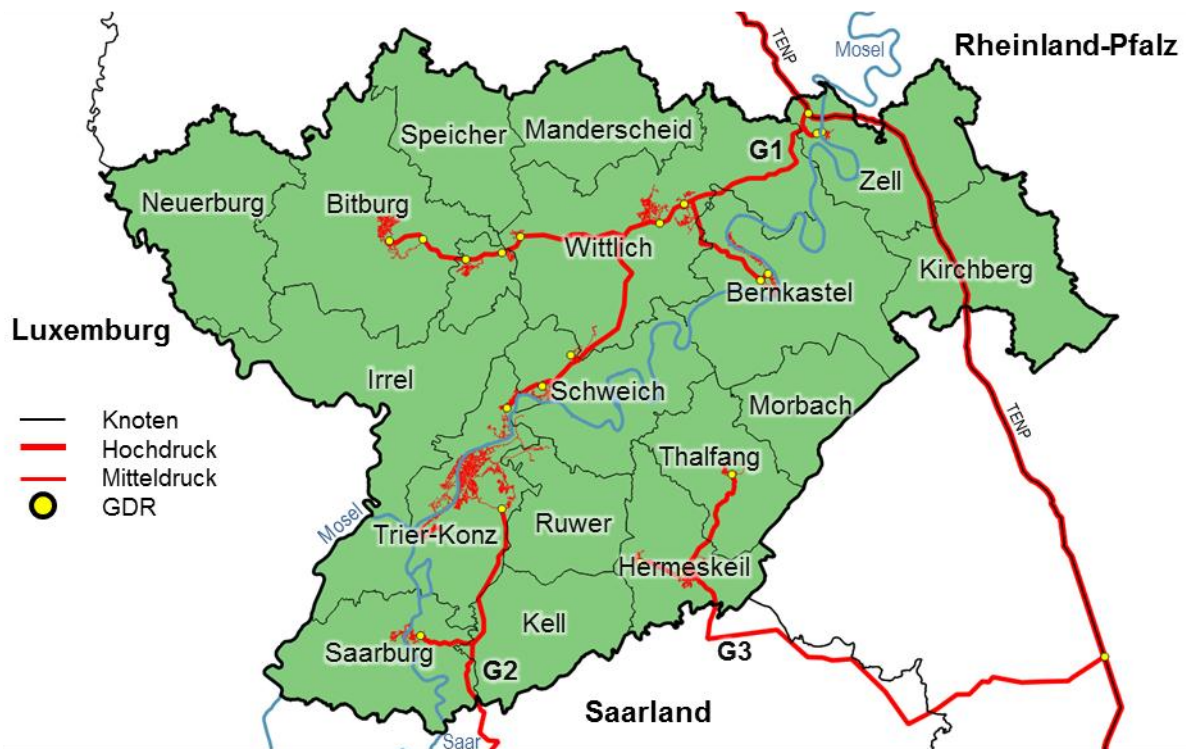 TENP
Mosel
Rheinland-Pfalz
Speicher
Manderscheid
G1
Zell
Neuerburg
Bitburg
Wittlich
Kirchberg
Bernkastel
Luxemburg
Irrel
Schweich
Morbach
TENP
Knoten
Hochdruck
Mitteldruck
GDR
Thalfang
Mosel
Trier-Konz
Ruwer
Hermeskeil
Kell
Saarburg
G2
G3
Saarland
Saar